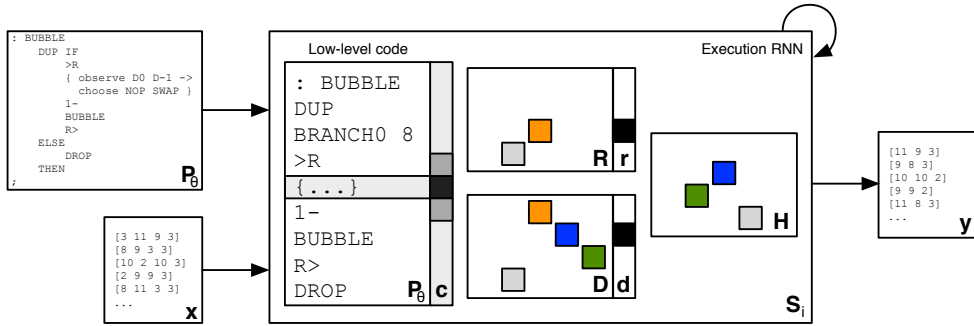 : BUBBLE
DUP IF
>R
{ observe D0 D-1 ->
choose NOP SWAP }
1-
BUBBLE
R>
ELSE
DROP
THEN
;
Pθ
[3 11 9 3]
[8 9 3 3]
[10 2 10 3]
[2 9 9 3]
[8 11 3 3]
...
x
Low-level code
Execution RNN
: BUBBLE
DUP
BRANCH0 8
>R
{...}
1-
BUBBLE
R>
DROP
Pθ
c
R
r
D
d
H
Si
[11 9 3]
[9 8 3]
[10 10 2]
[9 9 2]
[11 8 3]
...
y